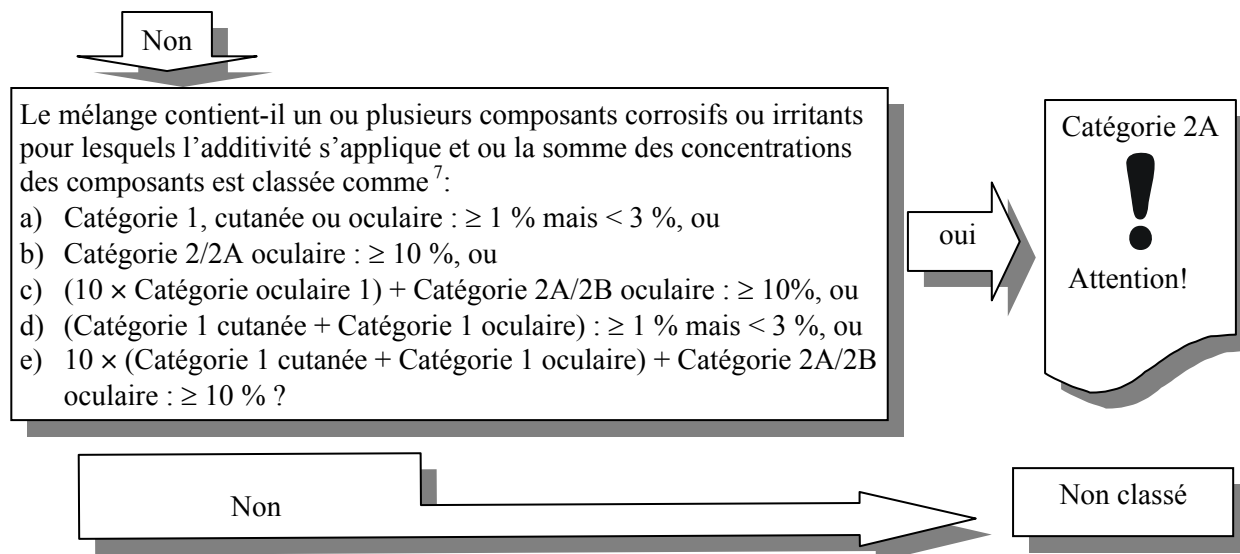 Non
Le mélange contient-il un ou plusieurs composants corrosifs ou irritants
pour lesquels l’additivité s’applique et ou la somme des concentrations
des composants est classée comme 7:
a) Catégorie 1, cutanée ou oculaire : ≥ 1 % mais < 3 %, ou
b) Catégorie 2/2A oculaire : ≥ 10 %, ou
c) (10 × Catégorie oculaire 1) + Catégorie 2A/2B oculaire : ≥ 10%, ou
d) (Catégorie 1 cutanée + Catégorie 1 oculaire) : ≥ 1 % mais < 3 %, ou
e) 10 × (Catégorie 1 cutanée + Catégorie 1 oculaire) + Catégorie 2A/2B
oculaire : ≥ 10 % ?
oui
Catégorie 2A
!
Attention!
Non
Non classé